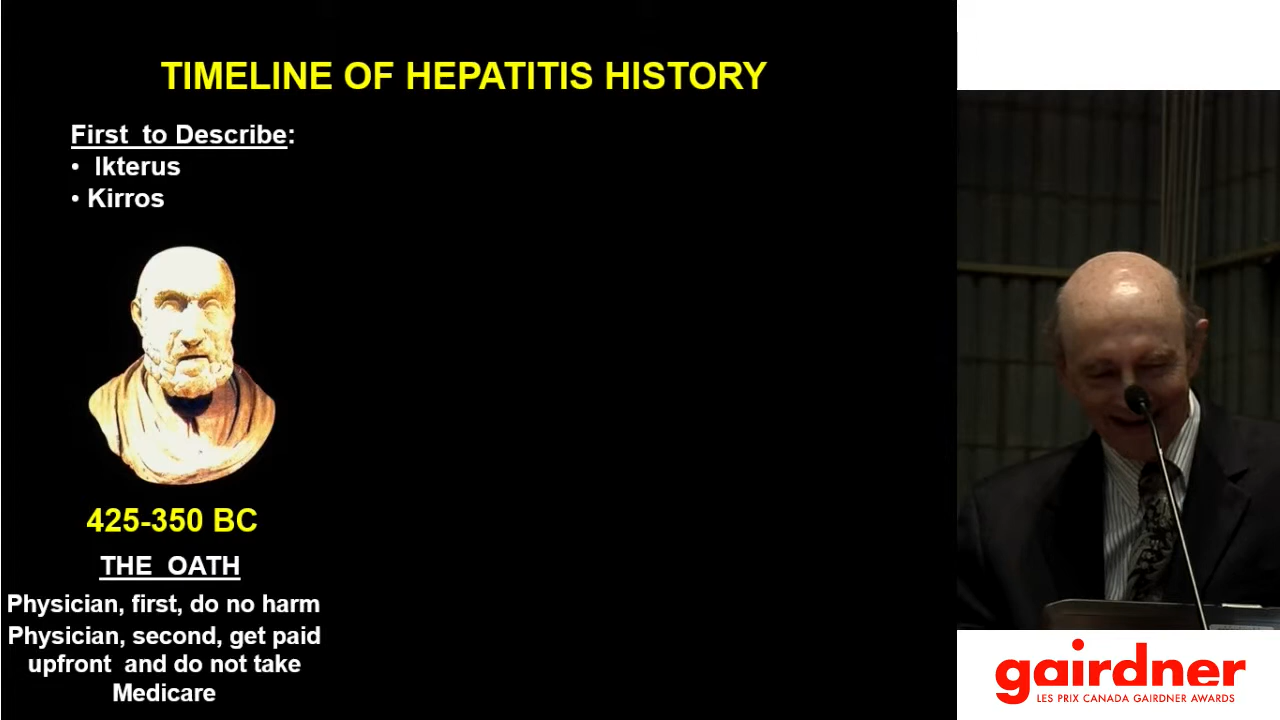 TIMELINE OF HEPATITIS HISTORY
First to Describe:
• Ikterus
• Kirros
425-350 BC
THE OATH
Physician, first, do no harm
Physician, second, get paid
upfront and do not take
Medicare
gairdner
LES PRIX CANADA GAIRDNER AWARDS